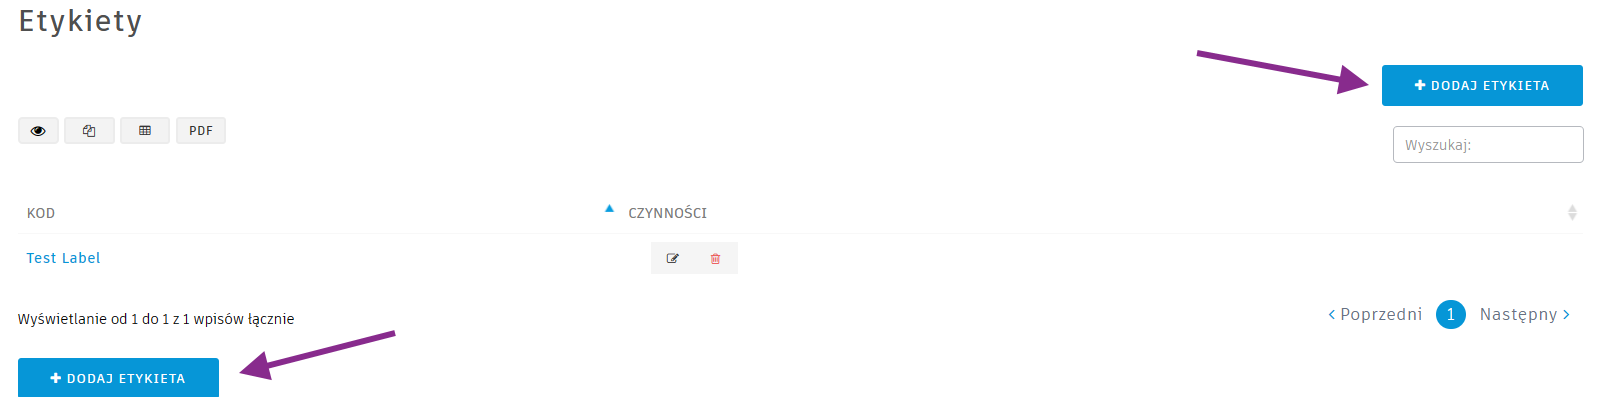 Etykiety
DODAJ ETYKIETA
PDF
Wyszukaj:
KOD CZYNNOŚCI
Test Label
Wyświetlanie od 1 do 1 z 1 wpisów łącznie
Poprzedni 1 Następny
DODAJ ETYKIETA